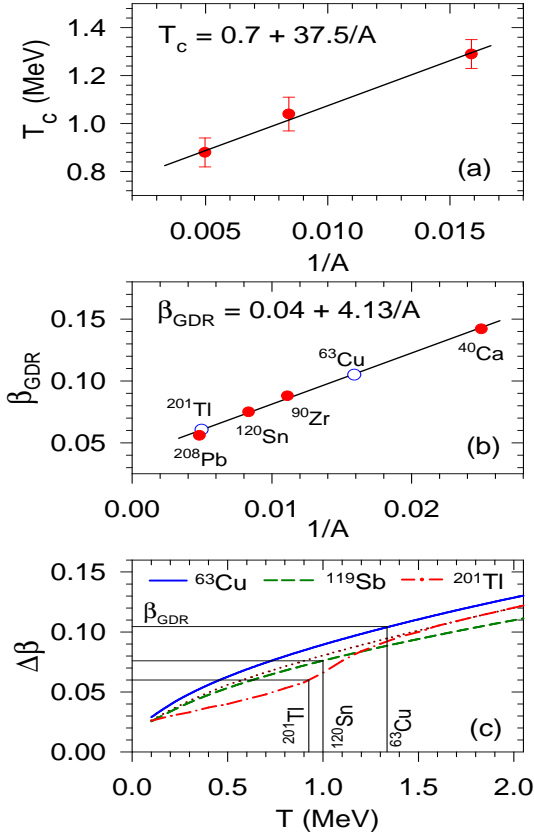 T_c = 0.7 + 37.5/A
T_C (MeV)
1.4
1.2
1.0
0.8
(a)
0.005 0.010 0.015
1/A
β_GDR = 0.04 + 4.13/A
β_GDR
0.15
0.10
0.05
⁶³Cu
⁴⁰Ca
²⁰¹Tl
⁹⁰Zr
¹²⁰Sn
²⁰⁸Pb
(b)
0.00 0.01 0.02
1/A
⁶³Cu ¹¹⁹Sb ²⁰¹Tl
β_GDR
Δβ
0.15
0.10
0.05
0.00
²⁰¹Tl
¹²⁰Sn
⁶³Cu
(c)
0.0 0.5 1.0 1.5 2.0
T (MeV)